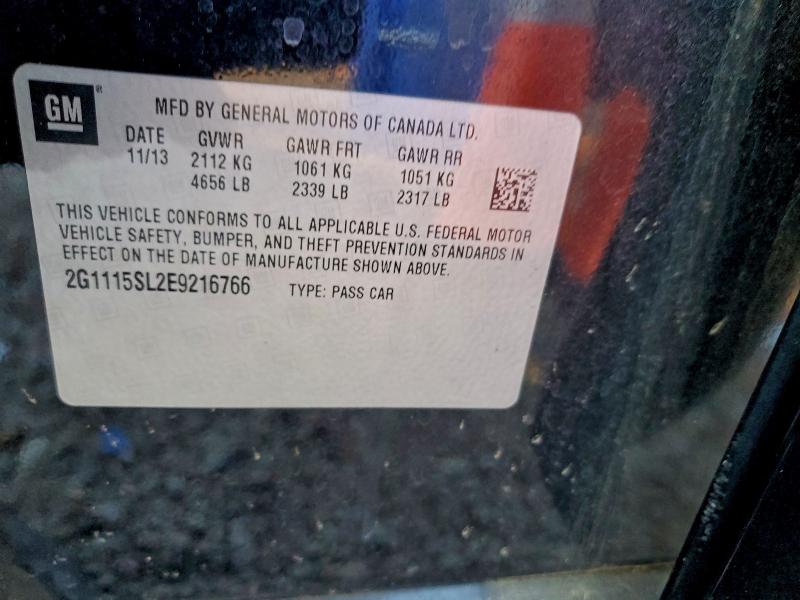 GM®
MFD BY GENERAL MOTORS OF CANADA LTD.
DATE GVWR GAWR FRT GAWR RR
11/13 2112 KG 1061 KG 1051 KG
4656 LB 2339 LB 2317 LB
THIS VEHICLE CONFORMS TO ALL APPLICABLE U.S. FEDERAL MOTOR
VEHICLE SAFETY, BUMPER, AND THEFT PREVENTION STANDARDS IN
EFFECT ON THE DATE OF MANUFACTURE SHOWN ABOVE.
2G1115SL2E9216766 TYPE: PASS CAR